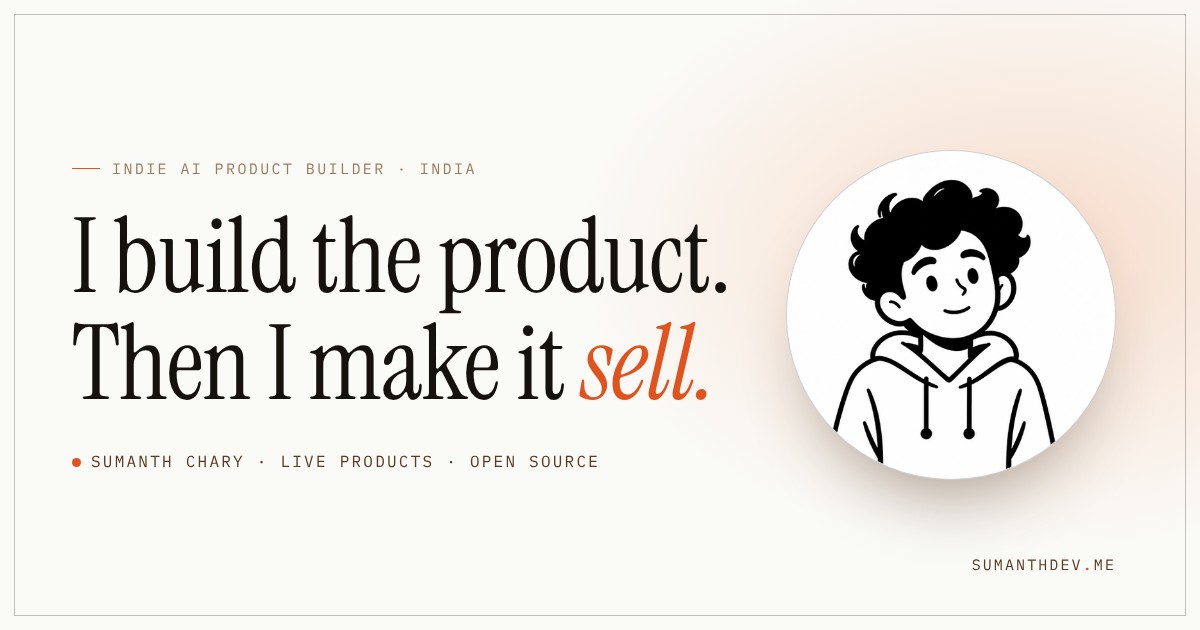 INDIE AI PRODUCT BUILDER · INDIA
I build the product.
Then I make it sell.
SUMANTH CHARY · LIVE PRODUCTS · OPEN SOURCE
SUMANTHDEV.ME